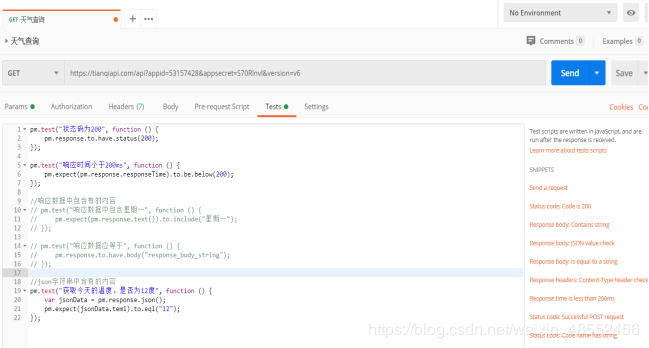 GET 天气查询
No Environment
天气查询
Comments 0 Examples 0
GET https://tianqiapi.com/api?appid=53157428&appsecret=S70RInvI&version=v6 Send Save
Params Authorization Headers (7) Body Pre-request Script Tests Settings Cookies
1 pm.test("状态码为200", function () {
2 pm.response.to.have.status(200);
3 });
4
5 pm.test("响应时间小于200ms", function () {
6 pm.expect(pm.response.responseTime).to.be.below(200);
7 });
8
9 //响应数据中包含有的内容
10 // pm.test("响应数据中包含星期一", function () {
11 // pm.expect(pm.response.text()).to.include("星期一");
12 // });
13
14 // pm.test("响应数据应等于", function () {
15 // pm.response.to.have.body("response_body_string");
16 // });
17
18 //json字符串中含有的内容
19 pm.test("获取今天的温度，是否为12度", function () {
20 var jsonData = pm.response.json();
21 pm.expect(jsonData.tem1).to.eql("12");
22 });
Test scripts are written in JavaScript, and are
run after the response is received.
Learn more about tests scripts
SNIPPETS
Send a request
Status code: Code is 200
Response body: Contains string
Response body: JSON value check
Response body: Is equal to a string
Response headers: Content-Type header check
Response time is less than 200ms
Status code: Successful POST request
Status code: Code name has string
https://blog.csdn.net/weixin_48552456